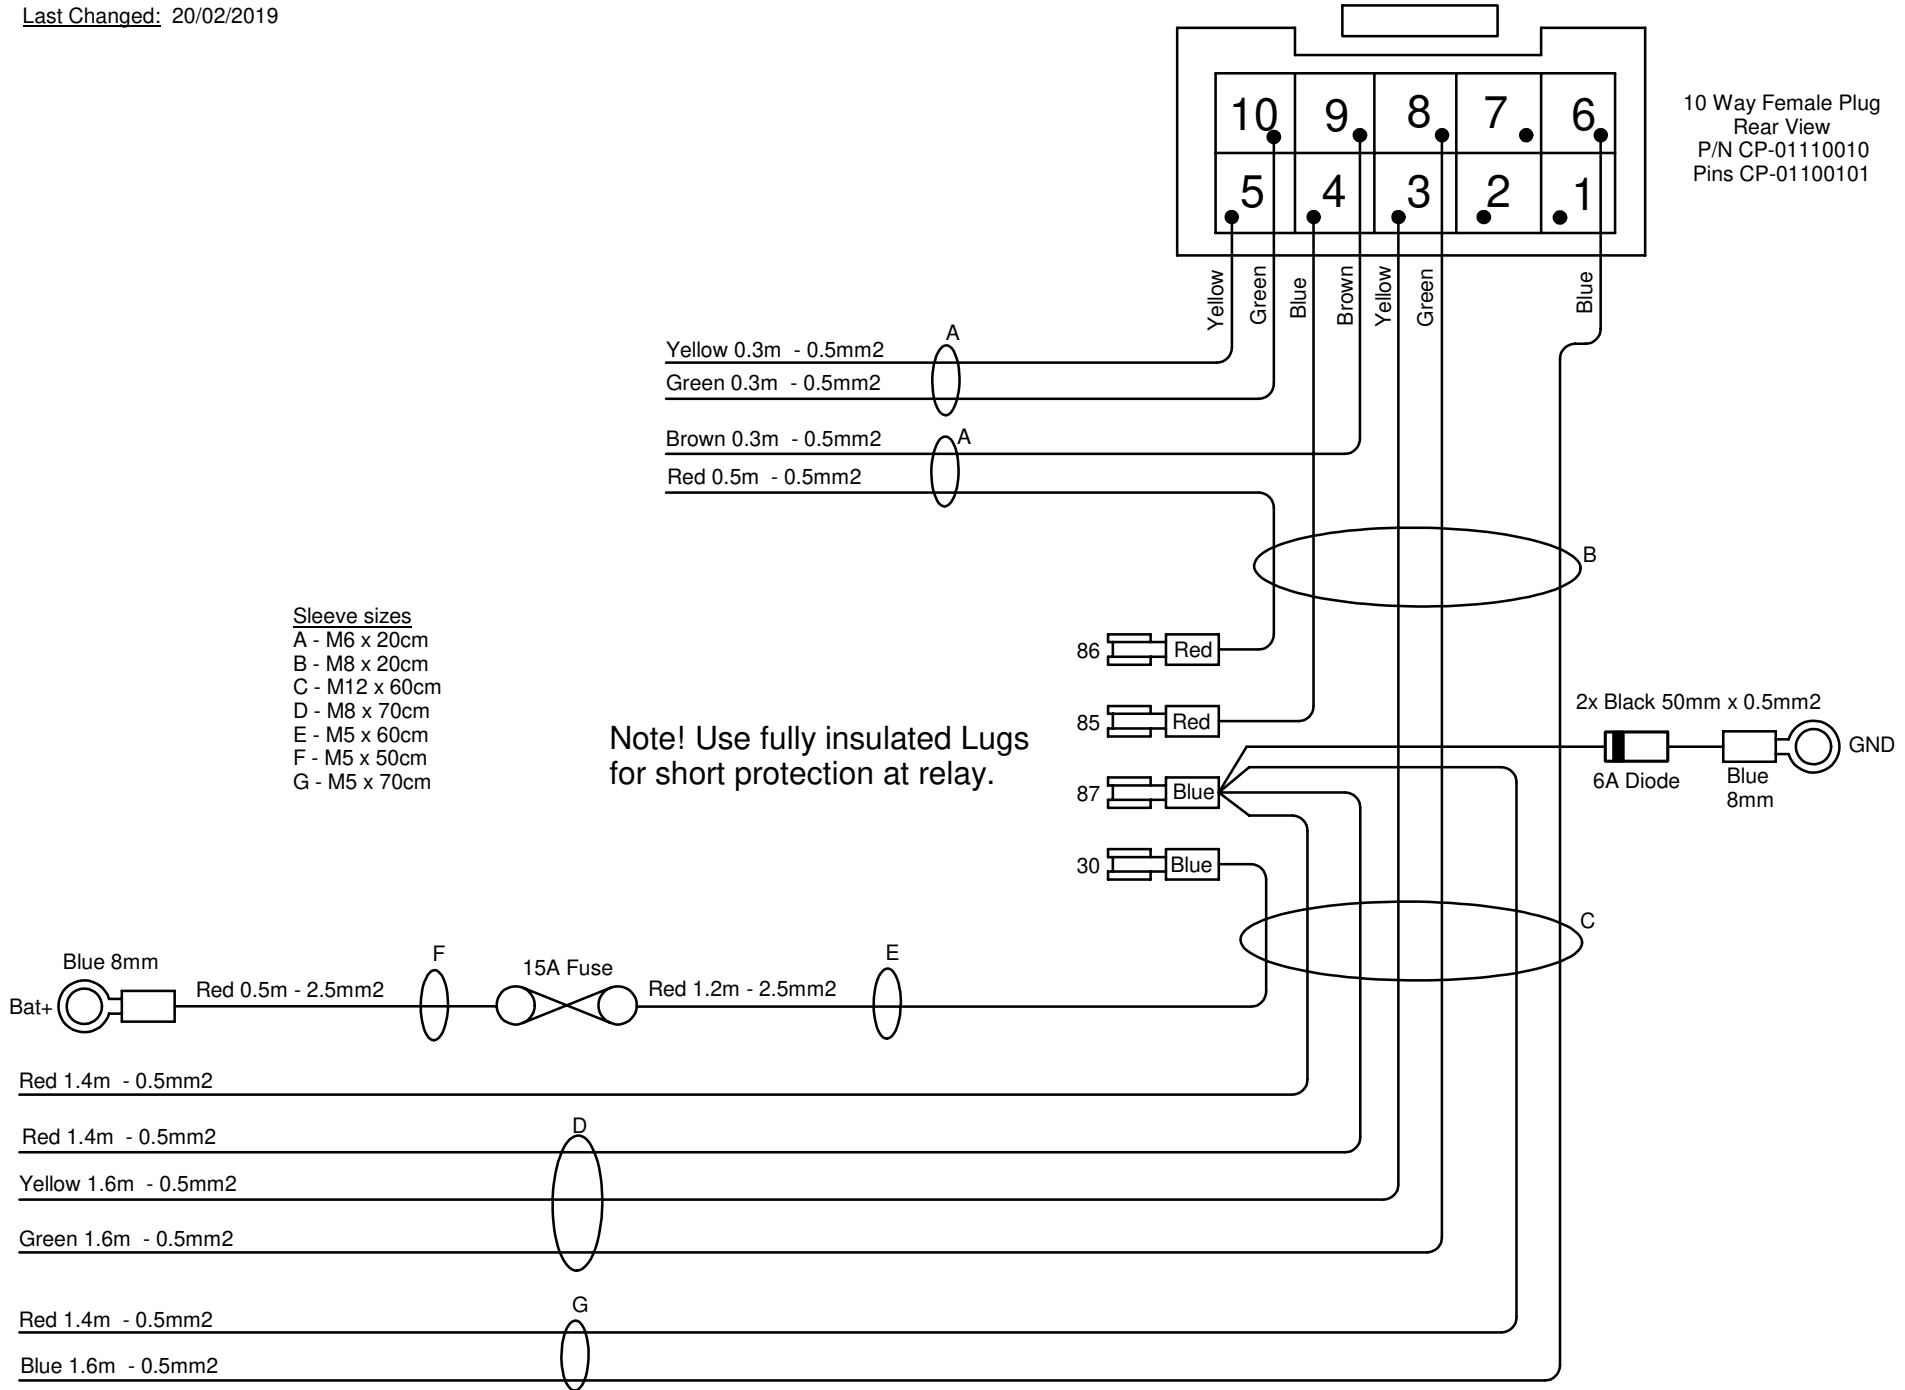 Last Changed: 20/02/2019
10 9 8 7 6
5 4 3 2 1
10 Way Female Plug
Rear View
P/N CP-01110010
Pins CP-01100101
Yellow
Green
Blue
Brown
Yellow
Green
Blue
A
Yellow 0.3m - 0.5mm2
Green 0.3m - 0.5mm2
A
Brown 0.3m - 0.5mm2
Red 0.5m - 0.5mm2
B
Sleeve sizes
A - M6 x 20cm
B - M8 x 20cm
C - M12 x 60cm
D - M8 x 70cm
E - M5 x 60cm
F - M5 x 50cm
G - M5 x 70cm
Note! Use fully insulated Lugs
for short protection at relay.
86 Red
85 Red
87 Blue
30 Blue
2x Black 50mm x 0.5mm2
GND
6A Diode
Blue
8mm
C
Blue 8mm
Bat+
Red 0.5m - 2.5mm2
F
15A Fuse
Red 1.2m - 2.5mm2
E
Red 1.4m - 0.5mm2
D
Red 1.4m - 0.5mm2
Yellow 1.6m - 0.5mm2
Green 1.6m - 0.5mm2
G
Red 1.4m - 0.5mm2
Blue 1.6m - 0.5mm2